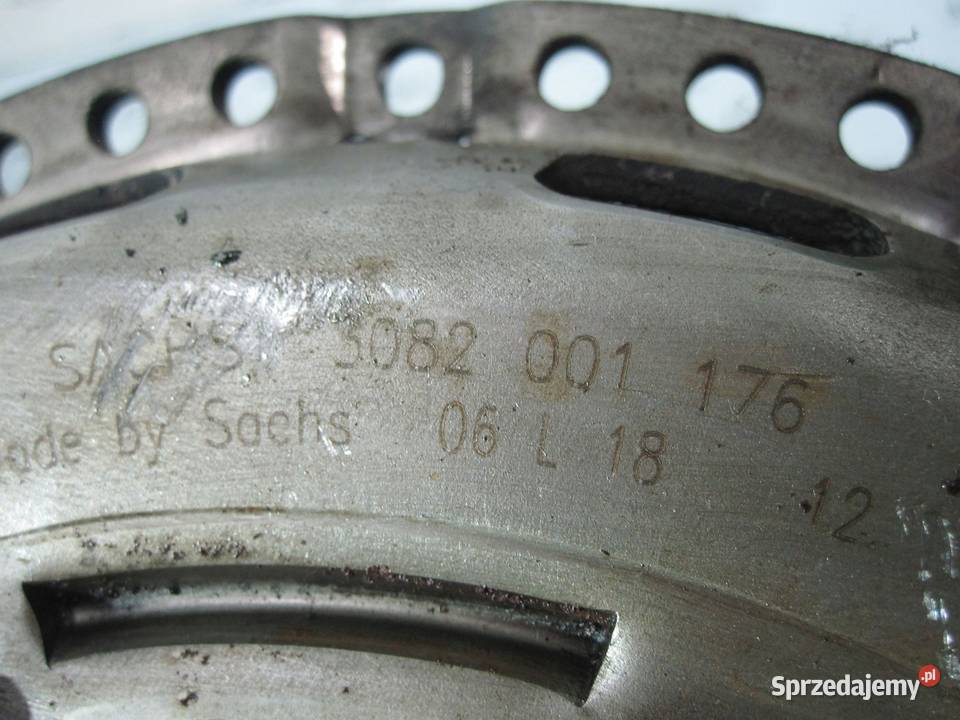 3082 001 176
by Sachs 06 L 18 12
Sprzedajemy.pl